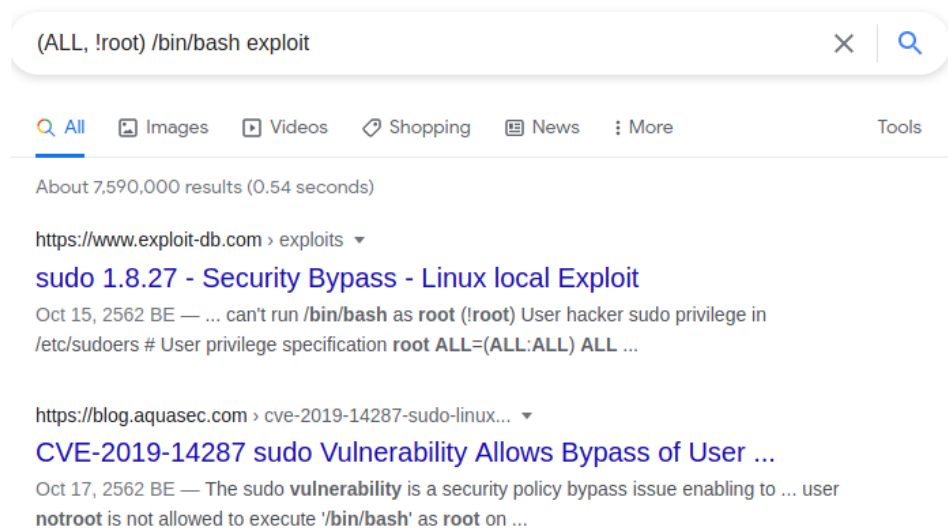 (ALL, !root) /bin/bash exploit
All Images Videos Shopping News More Tools
About 7,590,000 results (0.54 seconds)
https://www.exploit-db.com › exploits
sudo 1.8.27 - Security Bypass - Linux local Exploit
Oct 15, 2562 BE — ... can't run /bin/bash as root (!root) User hacker sudo privilege in
/etc/sudoers # User privilege specification root ALL=(ALL:ALL) ALL ...
https://blog.aquasec.com › cve-2019-14287-sudo-linux...
CVE-2019-14287 sudo Vulnerability Allows Bypass of User ...
Oct 17, 2562 BE — The sudo vulnerability is a security policy bypass issue enabling to ... user
notroot is not allowed to execute '/bin/bash' as root on ...